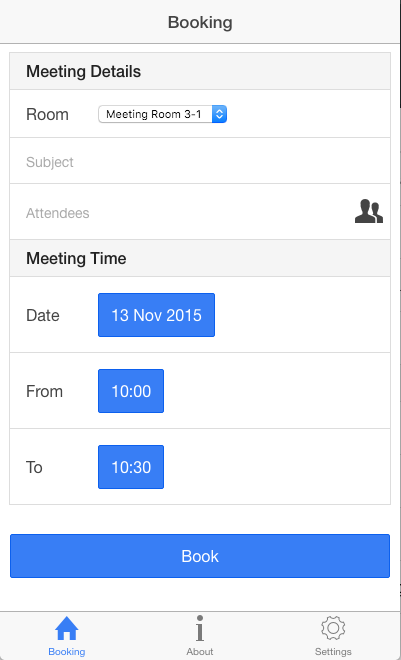 Booking
Meeting Details
Room Meeting Room 3-1
Subject
Attendees
Meeting Time
Date 13 Nov 2015
From 10:00
To 10:30
Book
Booking About Settings